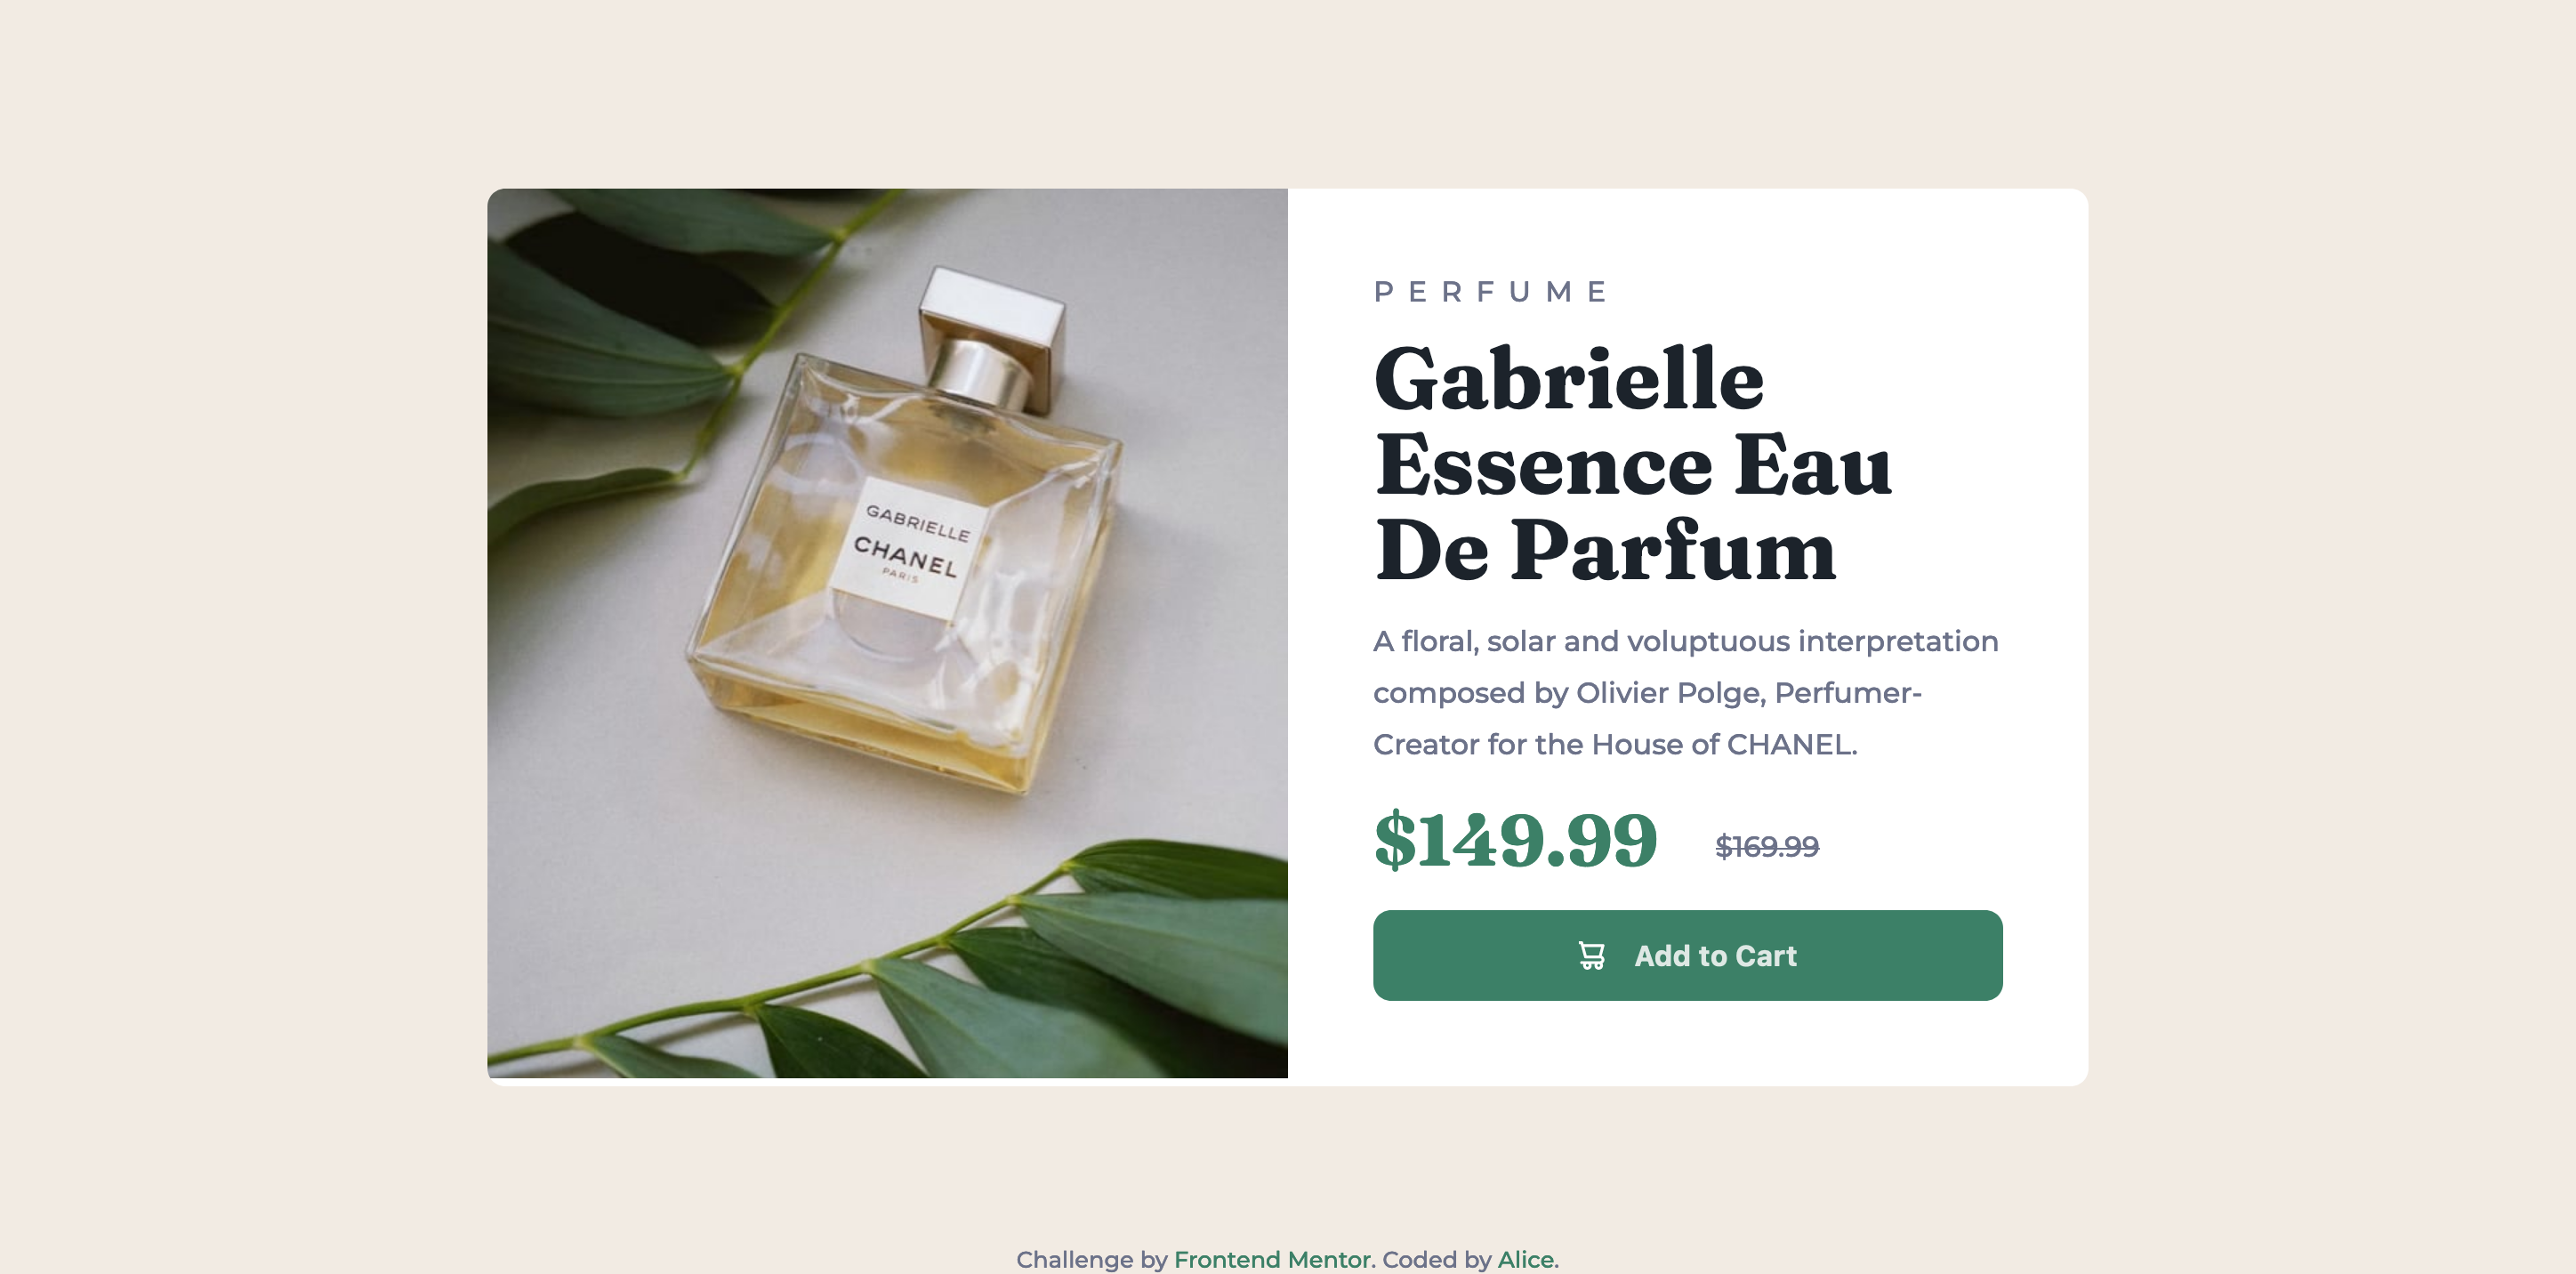 GABRIELLE
CHANEL
PARIS
PERFUME
Gabrielle
Essence Eau
De Parfum
A floral, solar and voluptuous interpretation
composed by Olivier Polge, Perfumer-
Creator for the House of CHANEL.
$149.99 $169.99
Add to Cart
Challenge by Frontend Mentor. Coded by Alice.